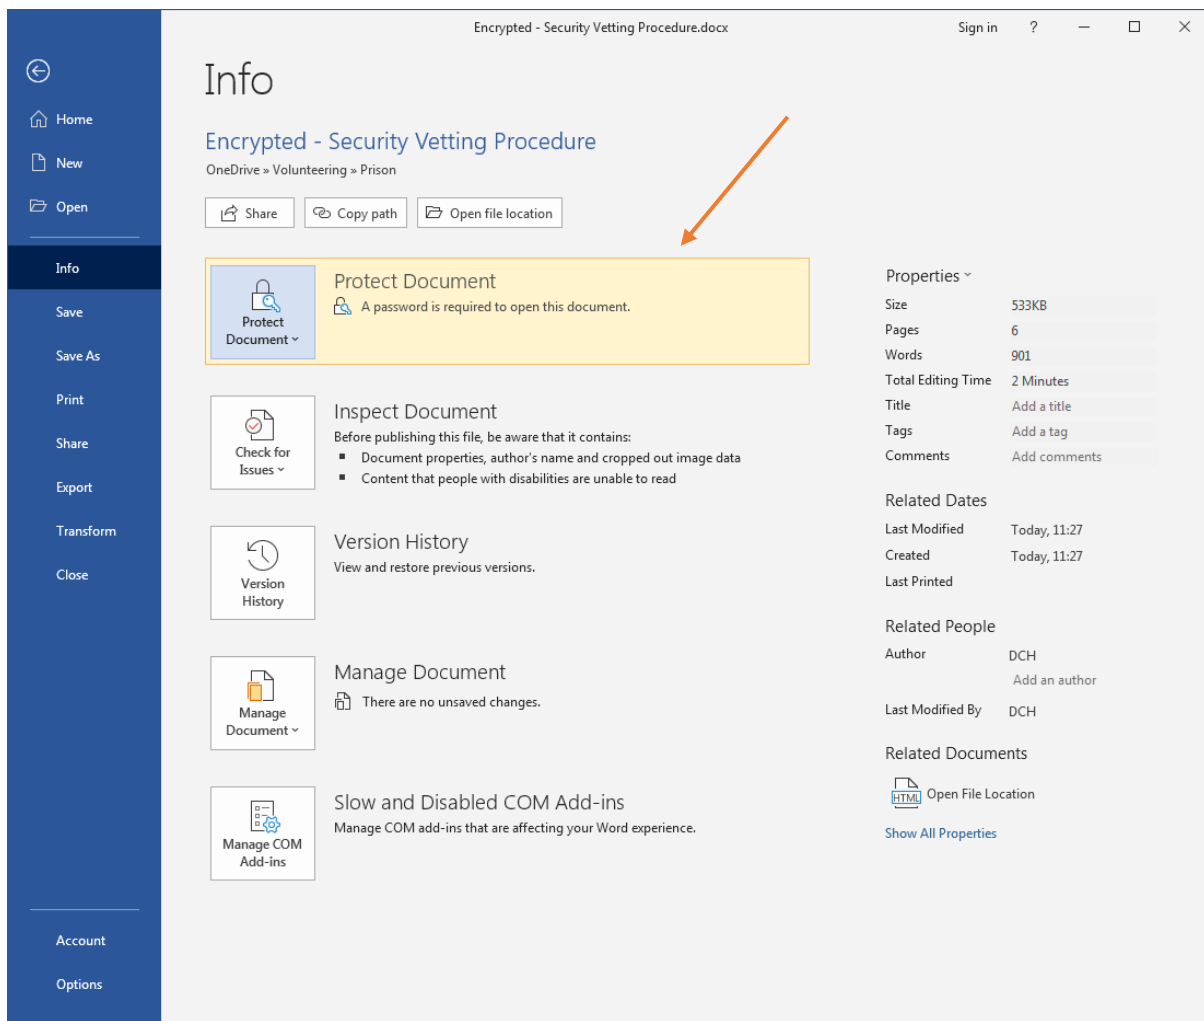 Encrypted - Security Vetting Procedure.docx
Sign in
?
Info
Home
New
Open
Info
Save
Save As
Print
Share
Export
Transform
Close
Account
Options
Encrypted - Security Vetting Procedure
OneDrive » Volunteering » Prison
Share
Copy path
Open file location
Protect
Document
Protect Document
A password is required to open this document.
Check for
Issues
Inspect Document
Before publishing this file, be aware that it contains:
Document properties, author's name and cropped out image data
Content that people with disabilities are unable to read
Version
History
Version History
View and restore previous versions.
Manage
Document
Manage Document
There are no unsaved changes.
Manage COM
Add-ins
Slow and Disabled COM Add-ins
Manage COM add-ins that are affecting your Word experience.
Properties
Size 533KB
Pages 6
Words 901
Total Editing Time 2 Minutes
Title Add a title
Tags Add a tag
Comments Add comments
Related Dates
Last Modified Today, 11:27
Created Today, 11:27
Last Printed
Related People
Author DCH
Add an author
Last Modified By DCH
Related Documents
HTML Open File Location
Show All Properties